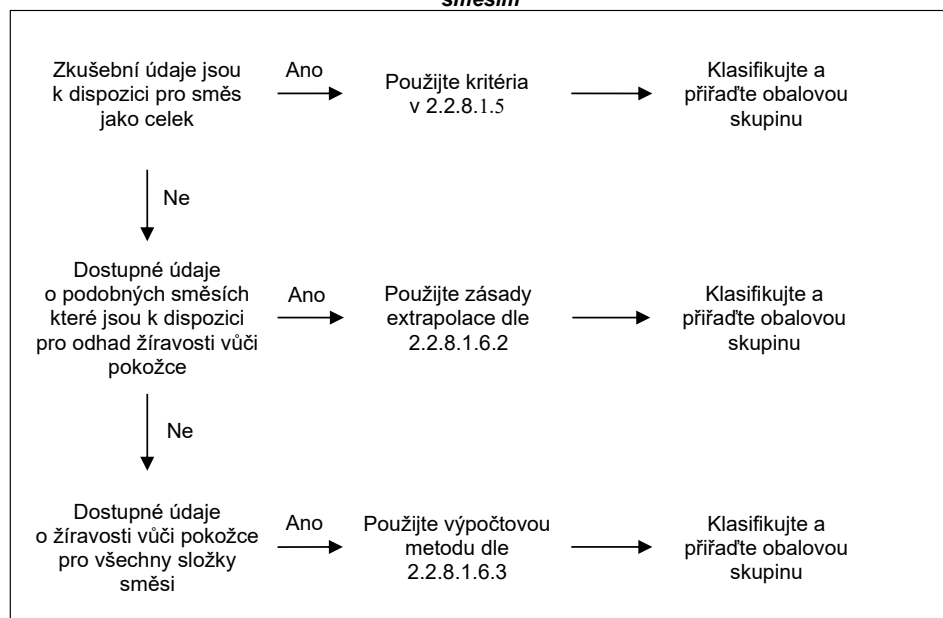 směsím
Zkušební údaje jsou
k dispozici pro směs
jako celek
Ano
Použijte kritéria
v 2.2.8.1.5
Klasifikujte a
přiřaďte obalovou
skupinu
Ne
Dostupné údaje
o podobných směsích
které jsou k dispozici
pro odhad žíravosti vůči
pokožce
Ano
Použijte zásady
extrapolace dle
2.2.8.1.6.2
Klasifikujte a
přiřaďte obalovou
skupinu
Ne
Dostupné údaje
o žíravosti vůči pokožce
pro všechny složky
směsi
Ano
Použijte výpočtovou
metodu dle
2.2.8.1.6.3
Klasifikujte a
přiřaďte obalovou
skupinu